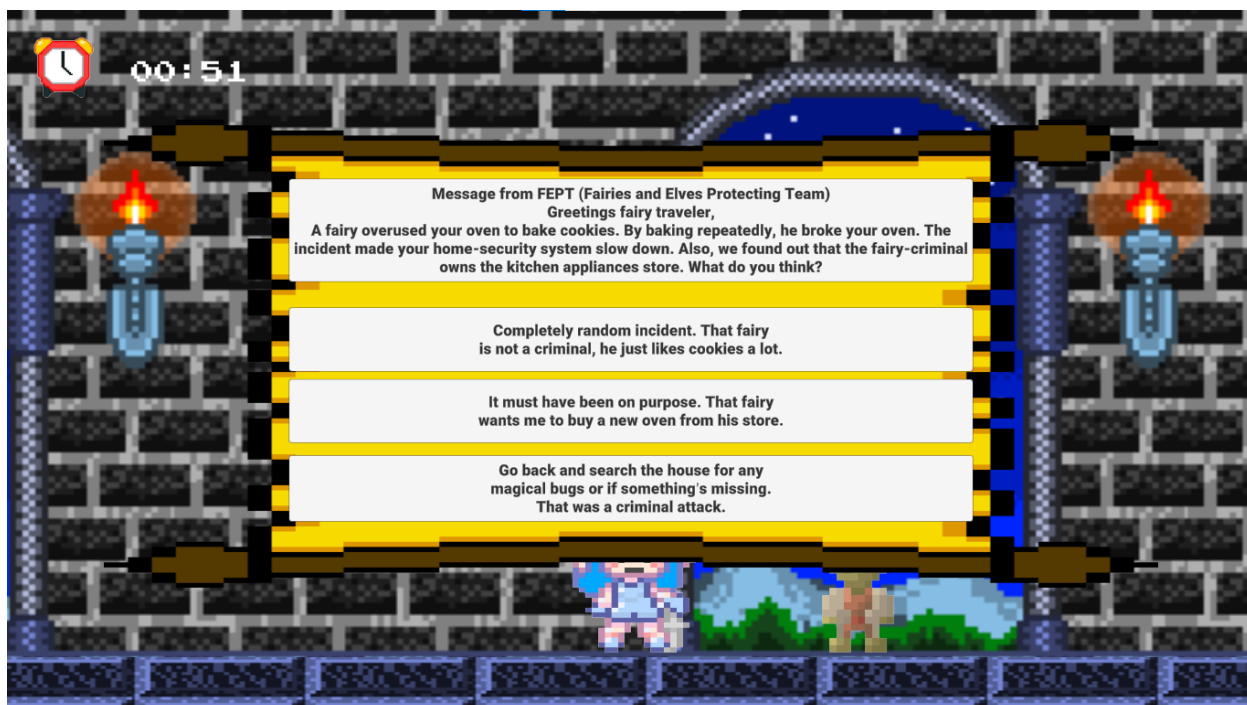 00:51
Message from FEPT (Fairies and Elves Protecting Team)
Greetings fairy traveler,
A fairy overused your oven to bake cookies. By baking repeatedly, he broke your oven. The
incident made your home-security system slow down. Also, we found out that the fairy-criminal
owns the kitchen appliances store. What do you think?
Completely random incident. That fairy
is not a criminal, he just likes cookies a lot.
It must have been on purpose. That fairy
wants me to buy a new oven from his store.
Go back and search the house for any
magical bugs or if something's missing.
That was a criminal attack.